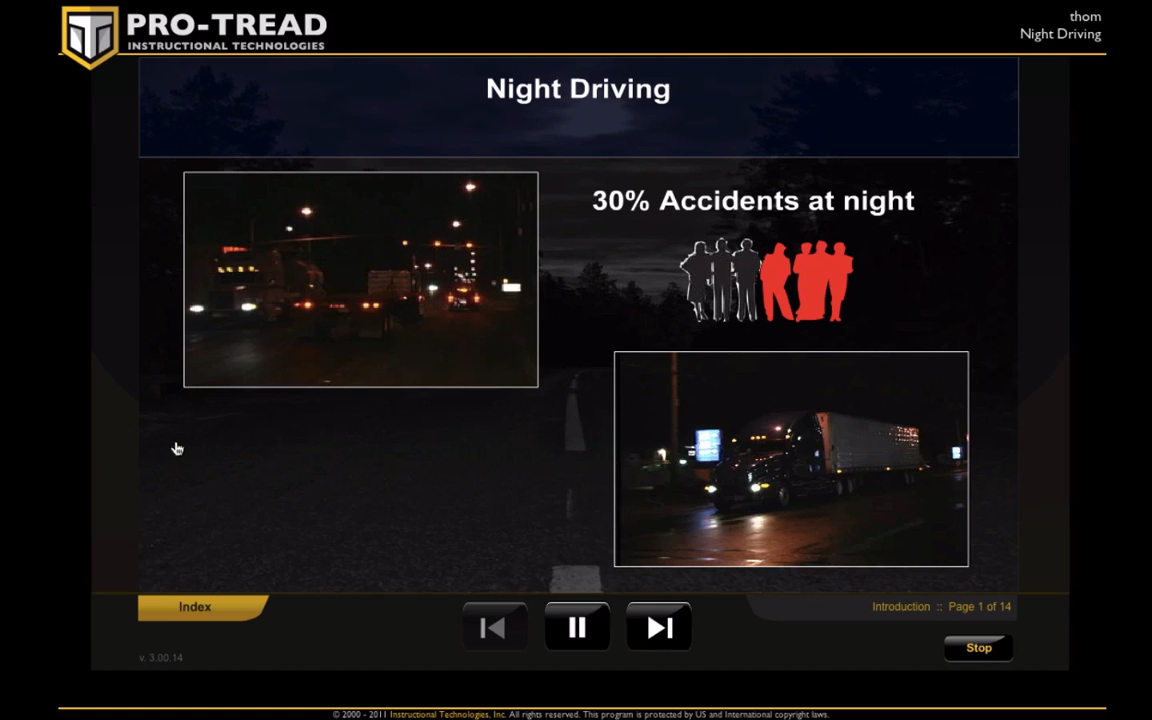 PRO-TREAD
INSTRUCTIONAL TECHNOLOGIES
thom
Night Driving
Night Driving
30% Accidents at night
Index
Introduction :: Page 1 of 14
Stop
v. 3.00.14
© 2000 - 2011 Instructional Technologies, Inc. All rights reserved. This program is protected by US and International copyright laws.